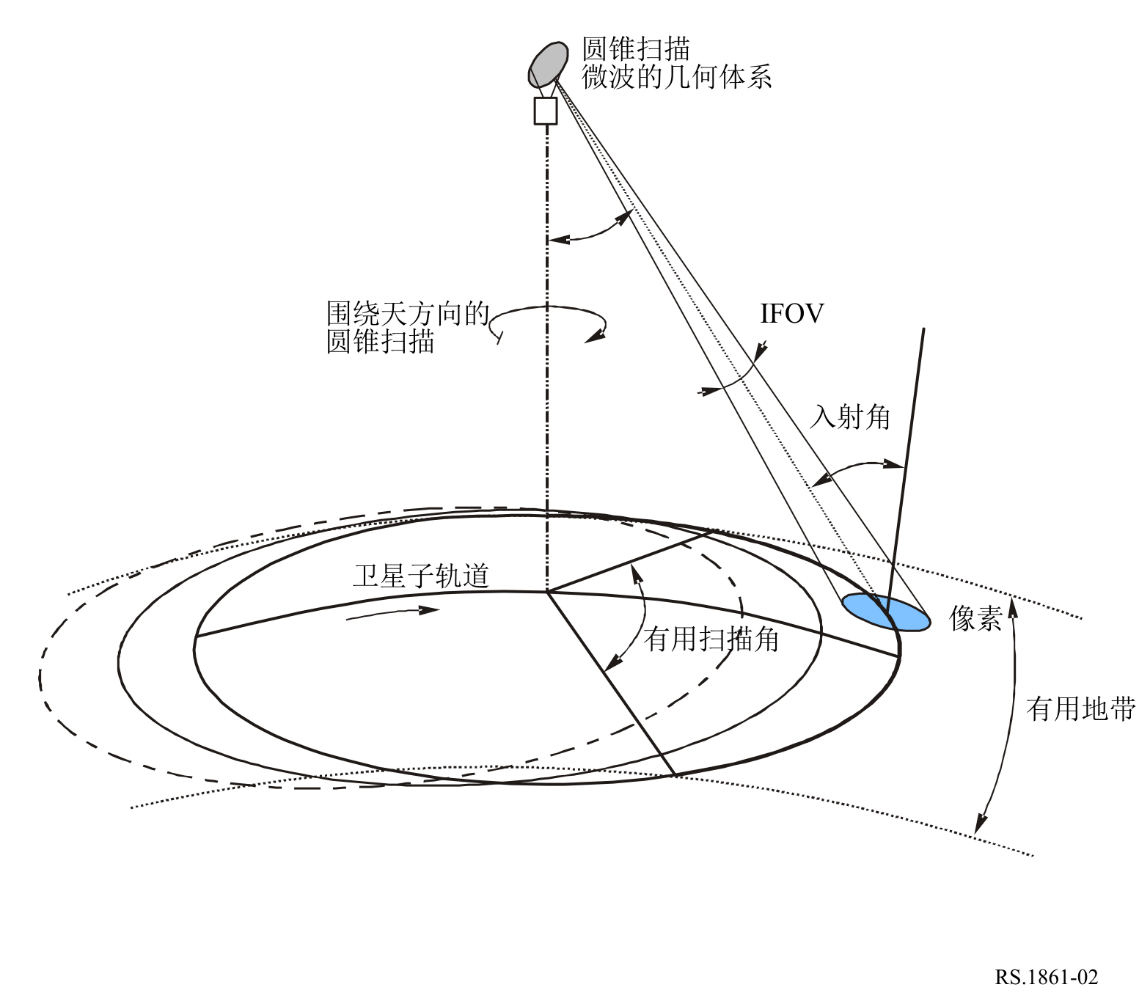 圆锥扫描
微波的几何体系
围绕天方向的
圆锥扫描
IFOV
入射角
卫星子轨道
像素
有用扫描角
有用地带
RS.1861-02